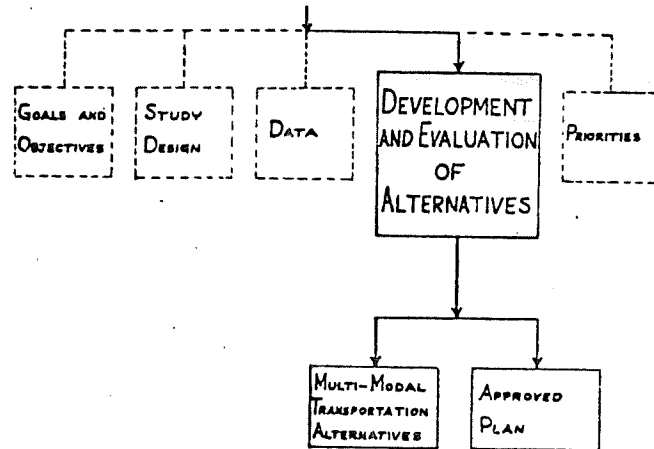 GOALS AND
OBJECTIVES
STUDY
DESIGN
DATA
DEVELOPMENT
AND EVALUATION
OF
ALTERNATIVES
PRIORITIES
MULTI-MODAL
TRANSPORTATION
ALTERNATIVES
APPROVED
PLAN